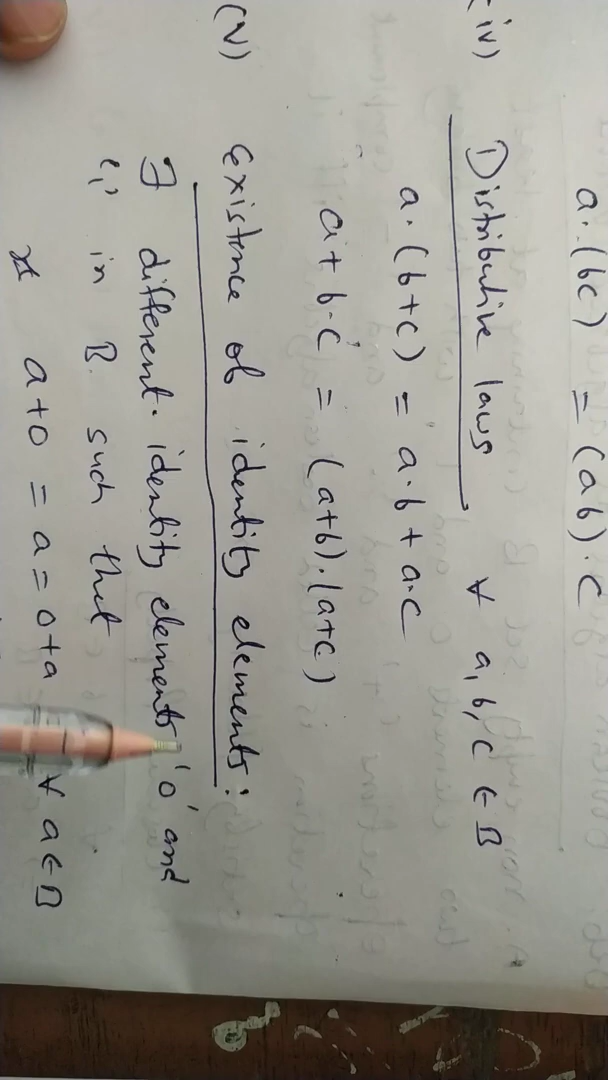 a·(bc) = (ab)·c
(iv) Distributive laws ∀ a, b, c ∈ B
a·(b+c) = a·b + a·c
a + b·c = (a+b)·(a+c)
(v) Existence of identity elements:
∃ different identity elements '0' and
'1' in B such that
a+0 = a = 0+a ∀ a ∈ B